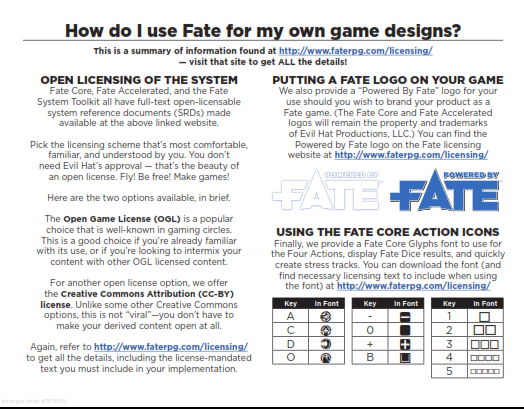 How do I use Fate for my own game designs?
This is a summary of information found at http://www.faterpg.com/licensing/
— visit that site to get ALL the details!
OPEN LICENSING OF THE SYSTEM
Fate Core, Fate Accelerated, and the Fate
System Toolkit all have full-text open-licensable
system reference documents (SRDs) made
available at the above linked website.
Pick the licensing scheme that's most comfortable,
familiar, and understood by you. You don't
need Evil Hat's approval — that's the beauty of
an open license. Fly! Be free! Make games!
Here are the two options available, in brief.
The Open Game License (OGL) is a popular
choice that is well-known in gaming circles.
This is a good choice if you're already familiar
with its use, or if you're looking to intermix your
content with other OGL licensed content.
For another open license option, we offer
the Creative Commons Attribution (CC-BY)
license. Unlike some other Creative Commons
options, this is not "viral"—you don't have to
make your derived content open at all.
Again, refer to http://www.faterpg.com/licensing/
to get all the details, including the license-mandated
text you must include in your implementation.
PUTTING A FATE LOGO ON YOUR GAME
We also provide a "Powered By Fate" logo for your
use should you wish to brand your product as a
Fate game. (The Fate Core and Fate Accelerated
logos will remain the property and trademarks
of Evil Hat Productions, LLC.) You can find the
Powered by Fate logo on the Fate licensing
website at http://www.faterpg.com/licensing/
POWERED BY
FATE
POWERED BY
FATE
USING THE FATE CORE ACTION ICONS
Finally, we provide a Fate Core Glyphs font to use for
the Four Actions, display Fate Dice results, and quickly
create stress tracks. You can download the font (and
find necessary licensing text to include when using
the font) at http://www.faterpg.com/licensing/
Key In Font
A
C
D
O
Key In Font
-
0
+
B
Key In Font
1
2
3
4
5